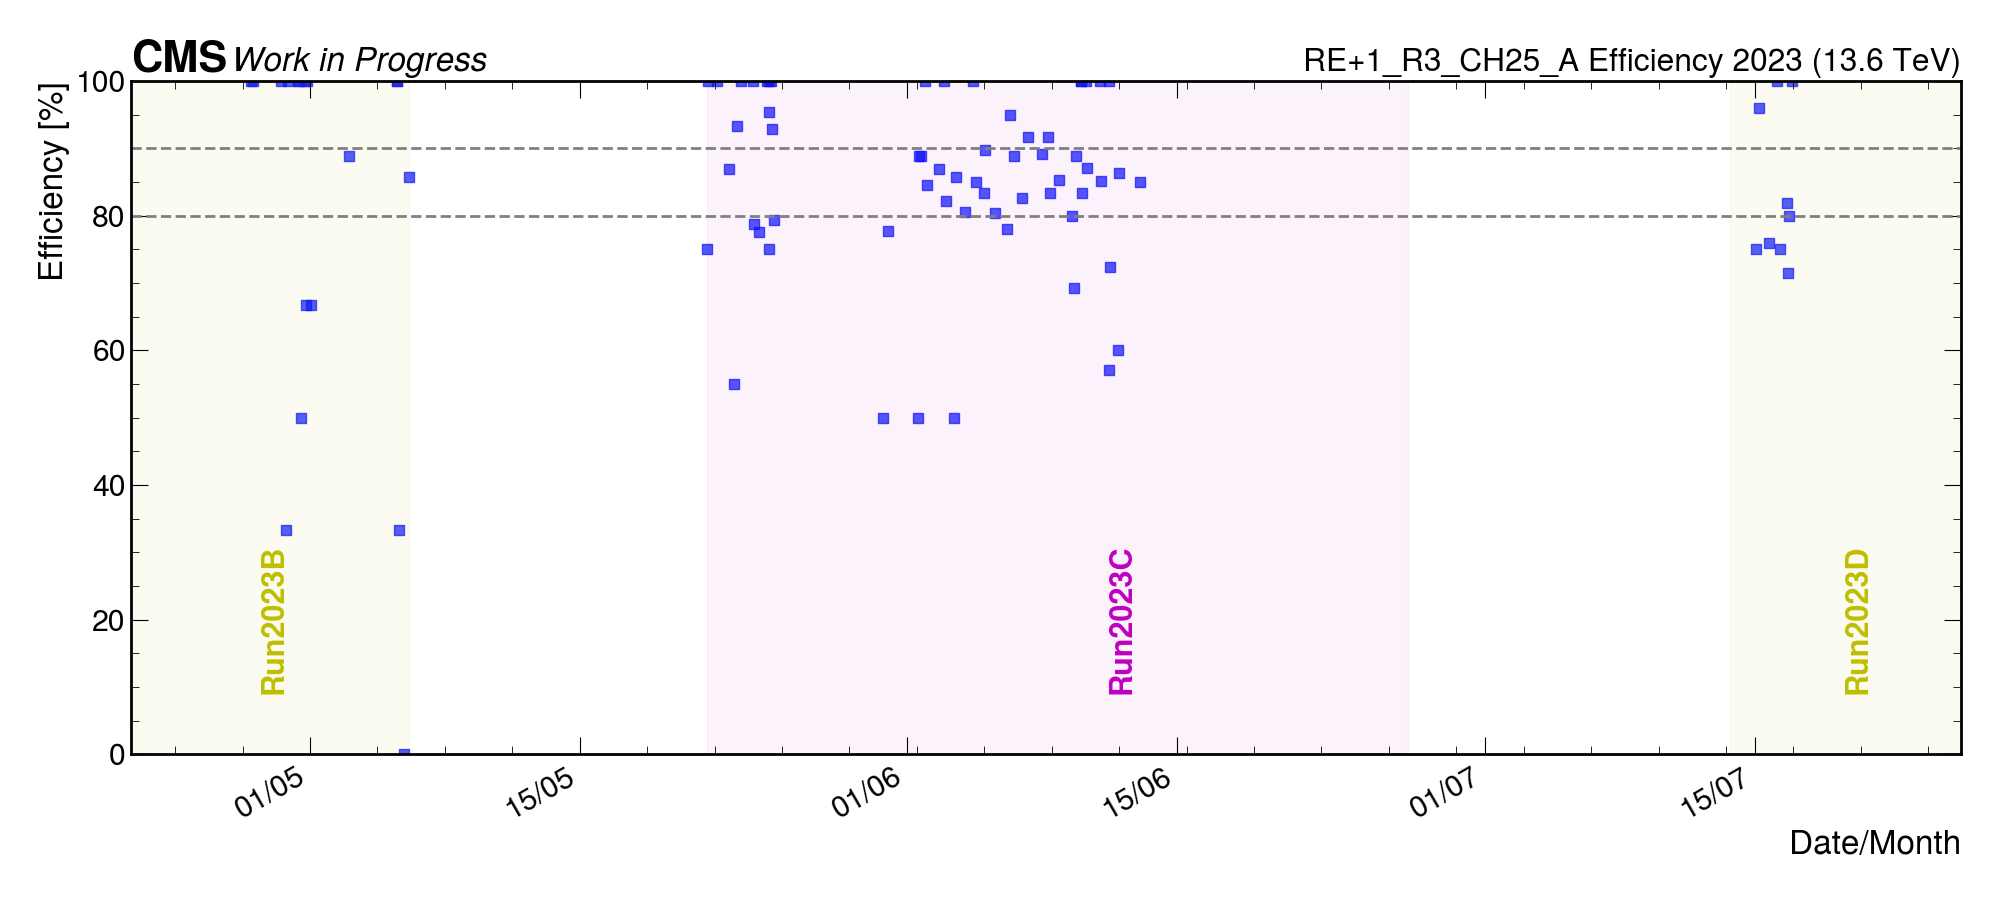 CMS Work in Progress
RE+1_R3_CH25_A Efficiency 2023 (13.6 TeV)
Efficiency [%]
100
80
60
40
20
0
Run2023B
Run2023C
Run2023D
01/05
15/05
01/06
15/06
01/07
15/07
Date/Month